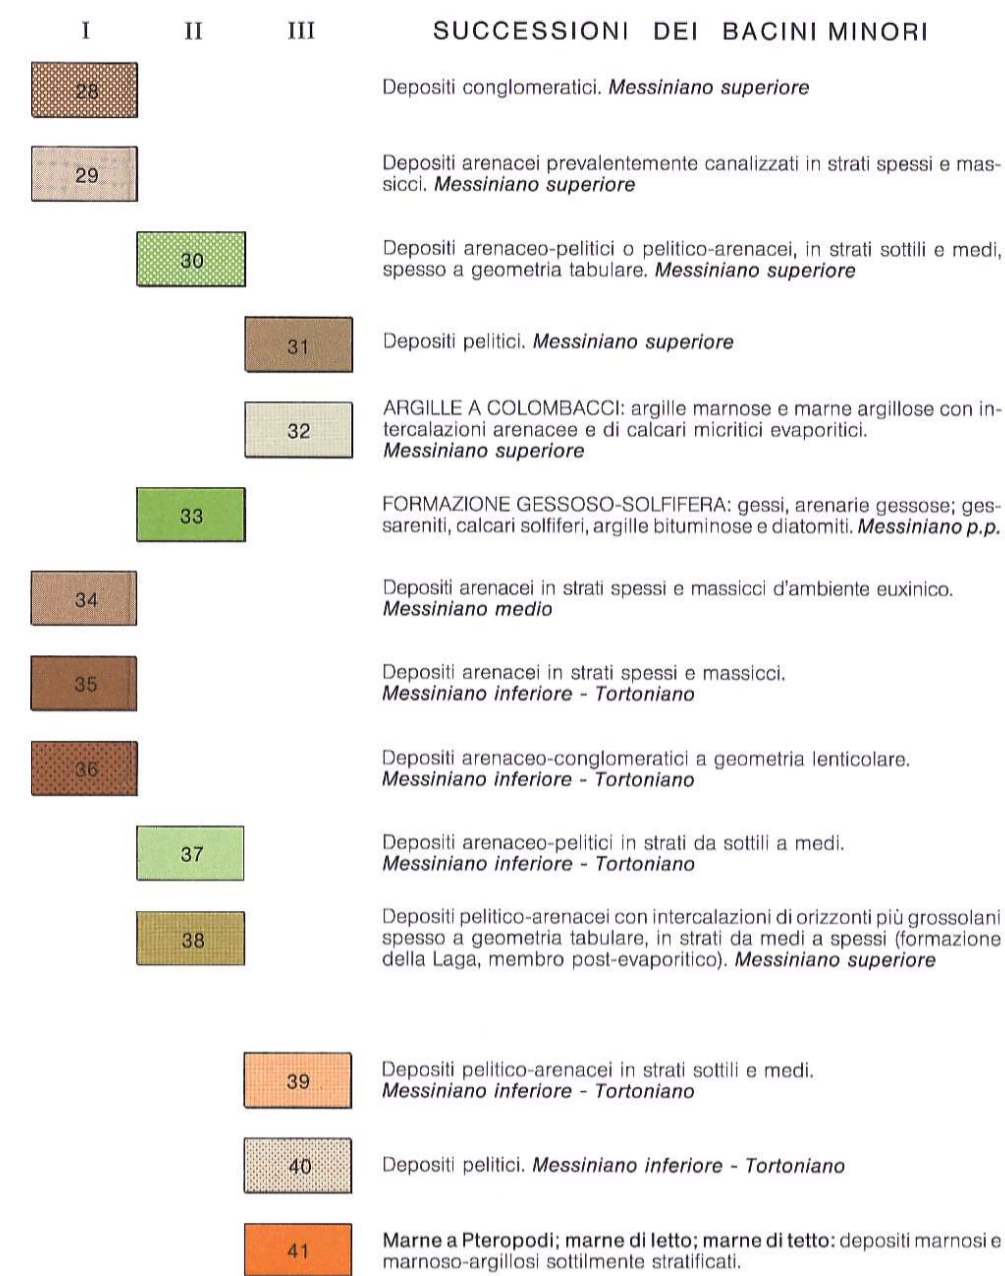 I II III SUCCESSIONI DEI BACINI MINORI
28 Depositi conglomeratici. Messiniano superiore
29 Depositi arenacei prevalentemente canalizzati in strati spessi e mas-
sicci. Messiniano superiore
30 Depositi arenaceo-pelitici o pelitico-arenacei, in strati sottili e medi,
spesso a geometria tabulare. Messiniano superiore
31 Depositi pelitici. Messiniano superiore
32 ARGILLE A COLOMBACCI: argille marnose e marne argillose con in-
tercalazioni arenacee e di calcari micritici evaporitici.
Messiniano superiore
33 FORMAZIONE GESSOSO-SOLFIFERA: gessi, arenarie gessose; ges-
sareniti, calcari solfiferi, argille bituminose e diatomiti. Messiniano p.p.
34 Depositi arenacei in strati spessi e massicci d'ambiente euxinico.
Messiniano medio
35 Depositi arenacei in strati spessi e massicci.
Messiniano inferiore - Tortoniano
36 Depositi arenaceo-conglomeratici a geometria lenticolare.
Messiniano inferiore - Tortoniano
37 Depositi arenaceo-pelitici in strati da sottili a medi.
Messiniano inferiore - Tortoniano
38 Depositi pelitico-arenacei con intercalazioni di orizzonti più grossolani
spesso a geometria tabulare, in strati da medi a spessi (formazione
della Laga, membro post-evaporitico). Messiniano superiore
39 Depositi pelitico-arenacei in strati sottili e medi.
Messiniano inferiore - Tortoniano
40 Depositi pelitici. Messiniano inferiore - Tortoniano
41 Marne a Pteropodi; marne di letto; marne di tetto: depositi marnosi e
marnoso-argillosi sottilmente stratificati.